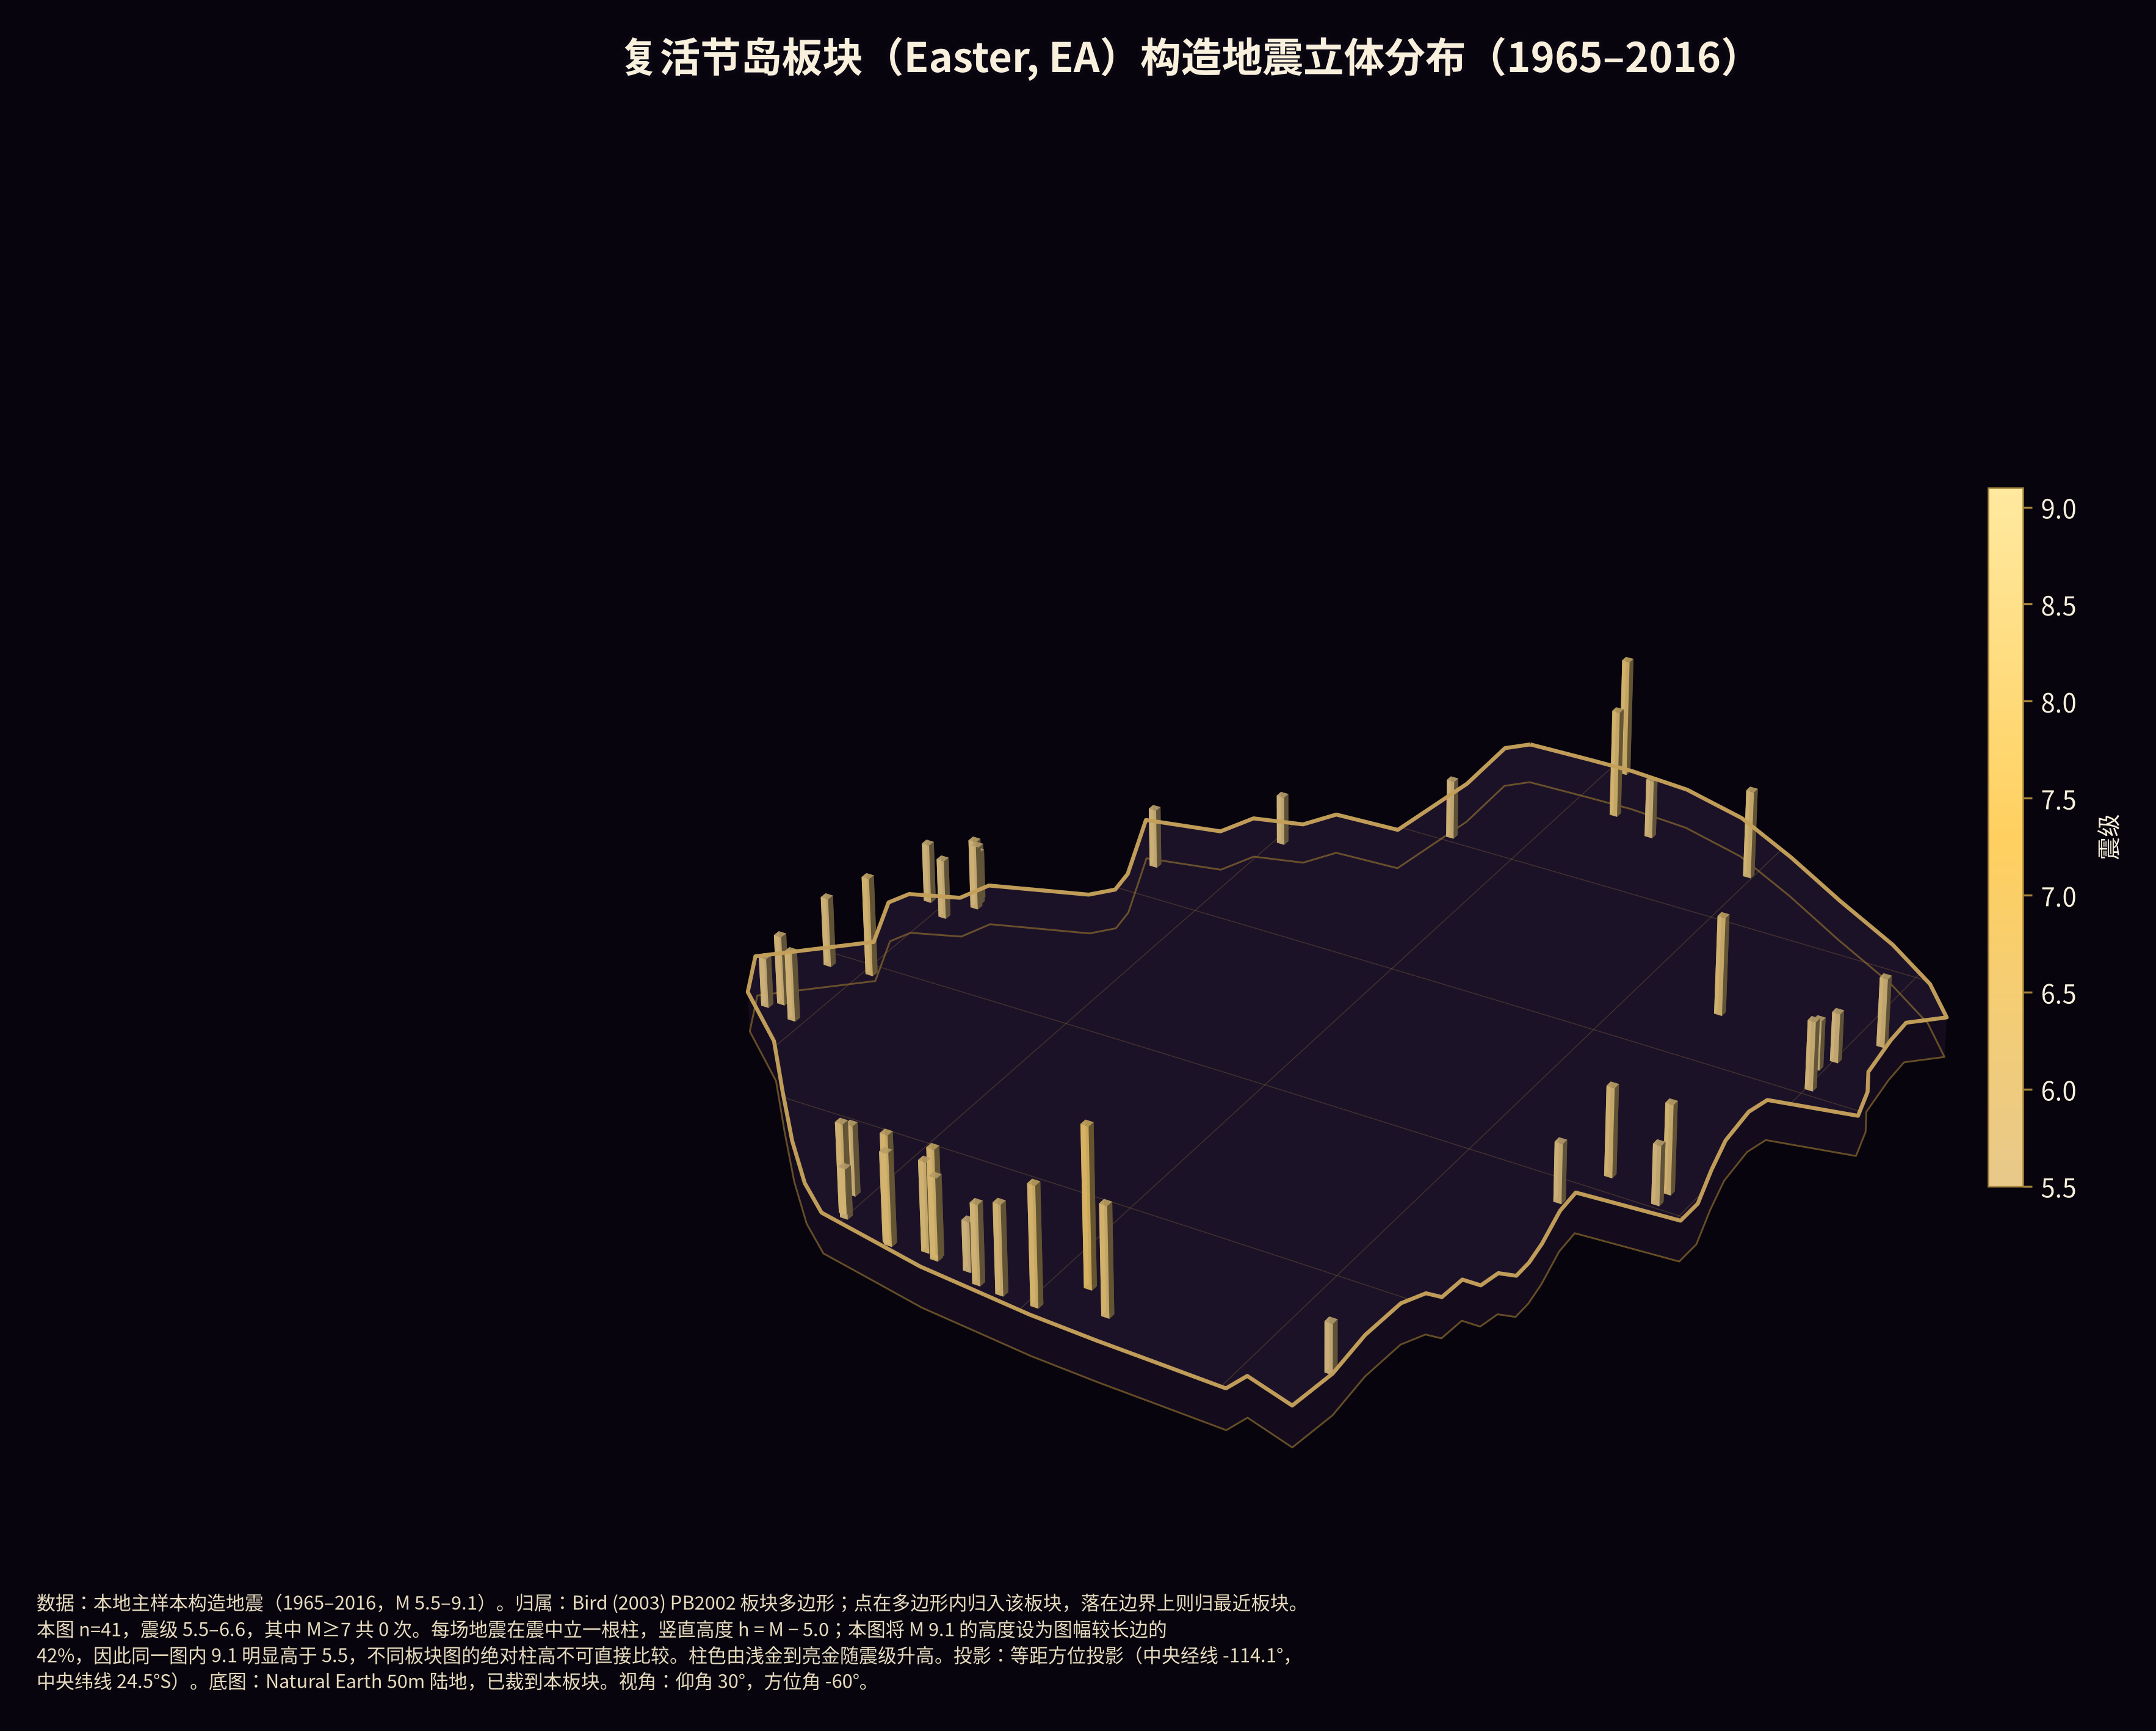 复活节岛板块（Easter, EA）构造地震立体分布（1965–2016）
9.0
8.5
8.0
7.5
7.0
6.5
6.0
5.5
震级
数据：本地主样本构造地震（1965–2016，M 5.5–9.1）。归属：Bird (2003) PB2002 板块多边形；点在多边形内归入该板块，落在边界上则归最近板块。
本图 n=41，震级 5.5–6.6，其中 M≥7 共 0 次。每场地震在震中立一根柱，竖直高度 h = M − 5.0；本图将 M 9.1 的高度设为图幅较长边的
42%，因此同一图内 9.1 明显高于 5.5，不同板块图的绝对柱高不可直接比较。柱色由浅金到亮金随震级升高。投影：等距方位投影（中央经线 -114.1°，
中央纬线 24.5°S）。底图：Natural Earth 50m 陆地，已裁到本板块。视角：仰角 30°，方位角 -60°。